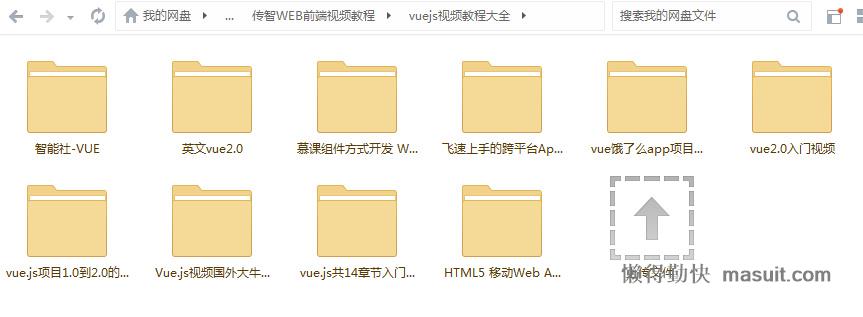 我的网盘 ... 传智WEB前端视频教程 vuejs视频教程大全 搜索我的网盘文件
智能社-VUE 英文vue2.0 慕课组件方式开发 W... 飞速上手的跨平台Ap... vue饿了么app项目... vue2.0入门视频
vue.js项目1.0到2.0的... Vue.js视频国外大牛... vue.js共14章节入门... HTML5 移动Web A... 上传文件
懒得勤快 masuit.com